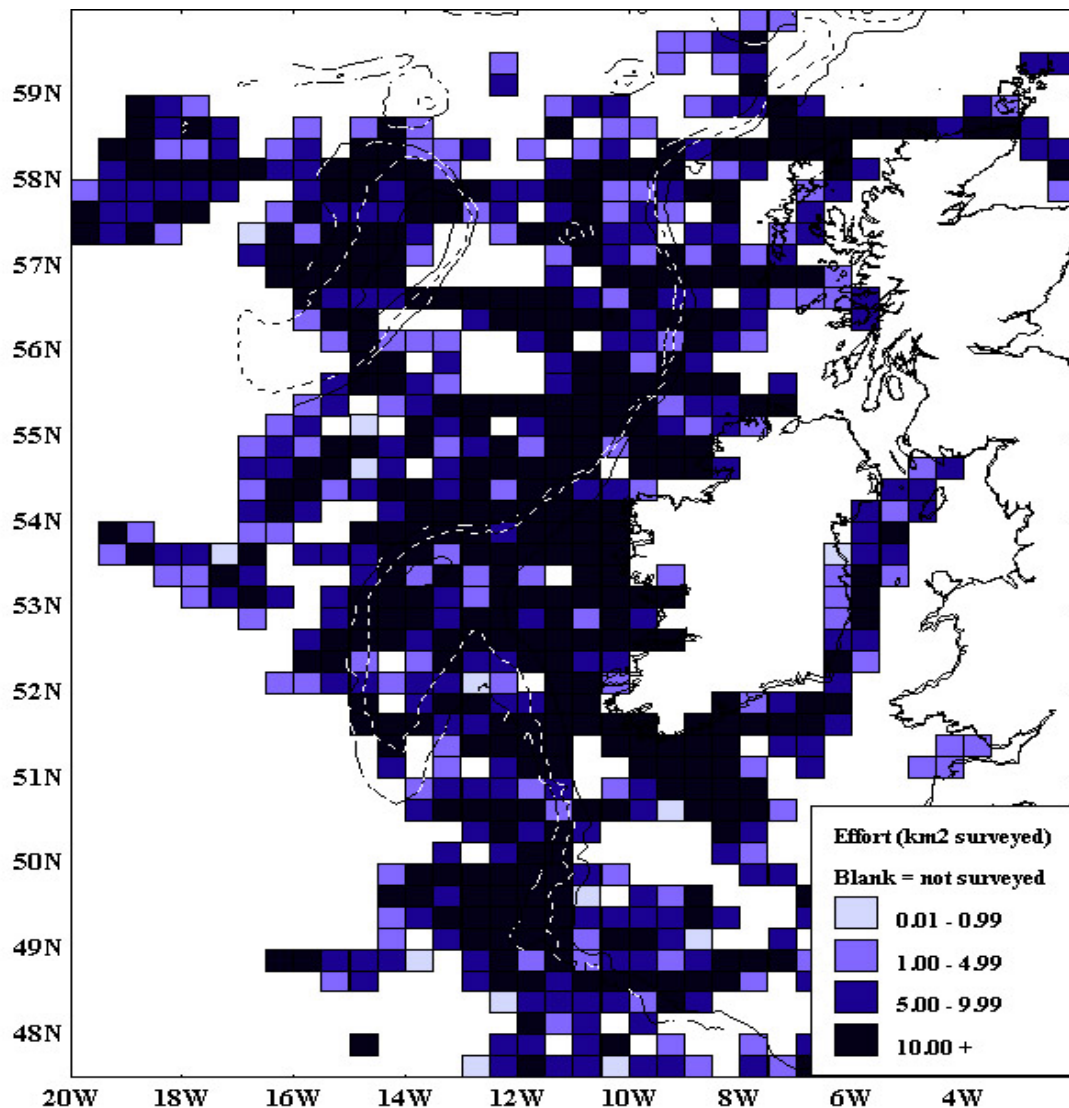 59N
58N
57N
56N
55N
54N
53N
52N
51N
50N
49N
48N
Effort (km2 surveyed)
Blank = not surveyed
0.01 - 0.99
1.00 - 4.99
5.00 - 9.99
10.00 +
20W 18W 16W 14W 12W 10W 8W 6W 4W